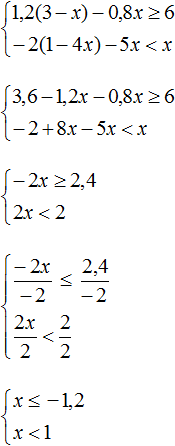 {1,2(3 − x) − 0,8x ≥ 6
−2(1 − 4x) − 5x < x
{3,6 − 1,2x − 0,8x ≥ 6
−2 + 8x − 5x < x
{−2x ≥ 2,4
2x < 2
{−2x/−2 ≤ 2,4/−2
2x/2 < 2/2
{x ≤ −1,2
x < 1